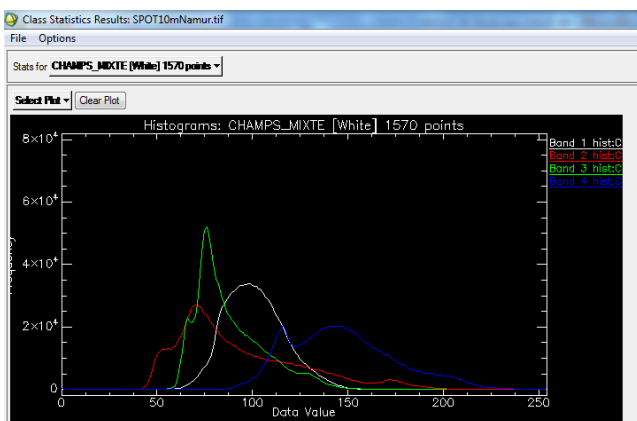 Class Statistics Results: SPOT10mNamur.tif
File Options
Stats for CHAMPS_MIXTE [White] 1570 points
Select Plot Clear Plot
Histograms: CHAMPS_MIXTE [White] 1570 points
8×10⁴
6×10⁴
4×10⁴
2×10⁴
0
Frequency
0 50 100 150 200 250
Data Value
Band 1 hist:C
Band 2 hist:C
Band 3 hist:C
Band 4 hist:C